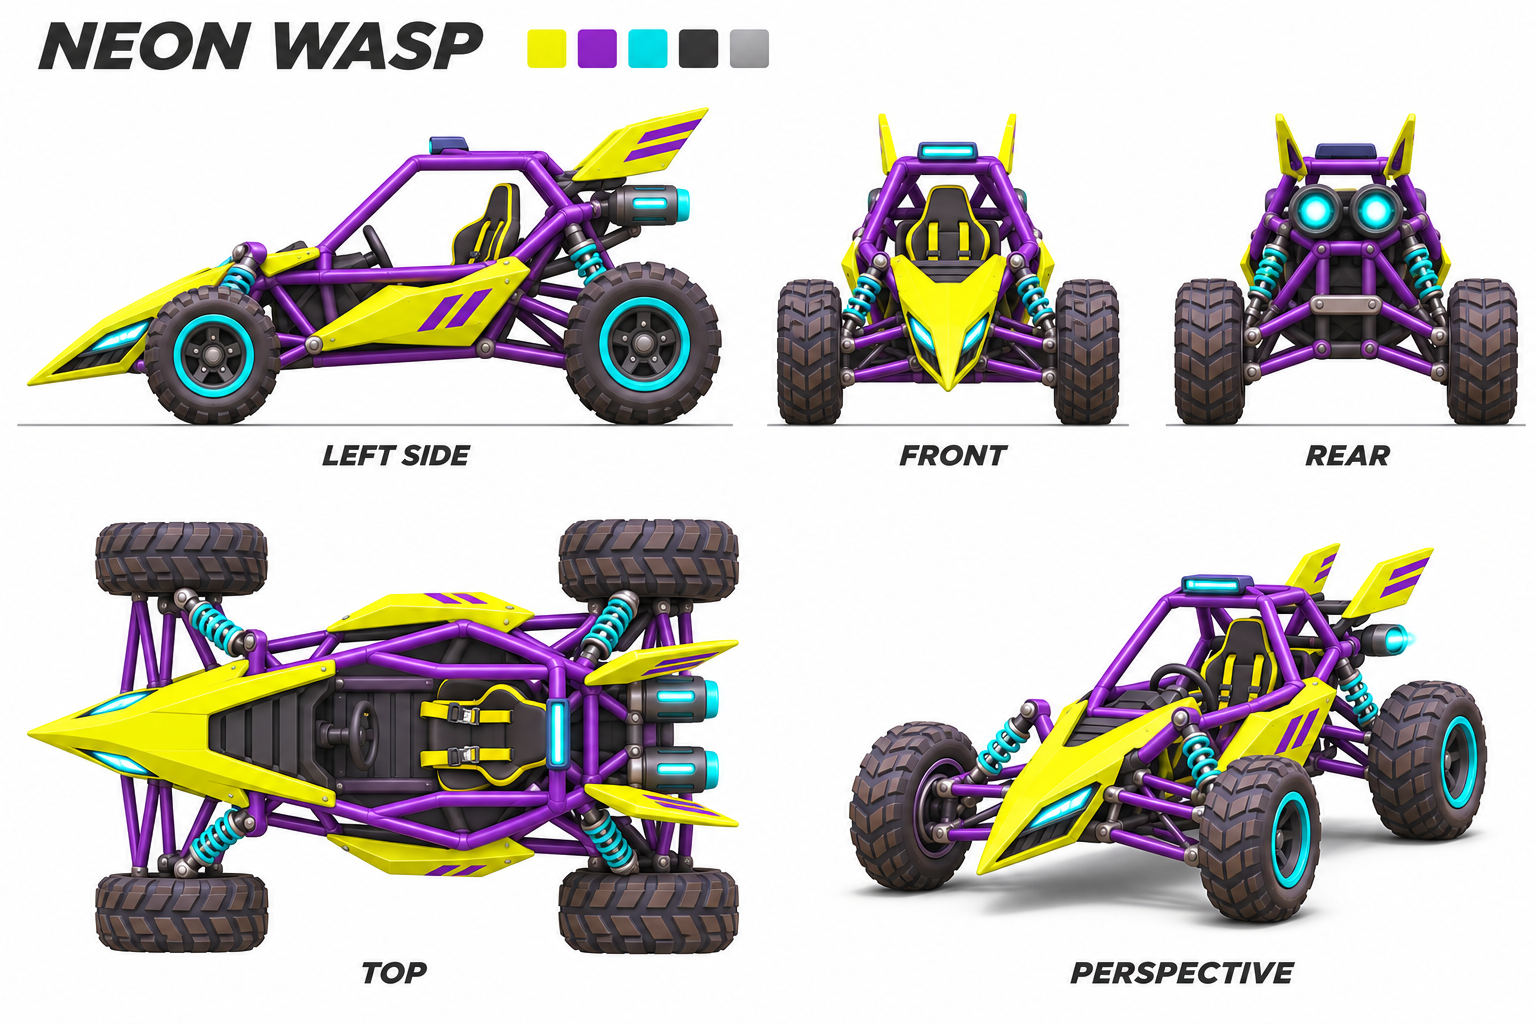 NEON WASP
LEFT SIDE
FRONT
REAR
TOP
PERSPECTIVE